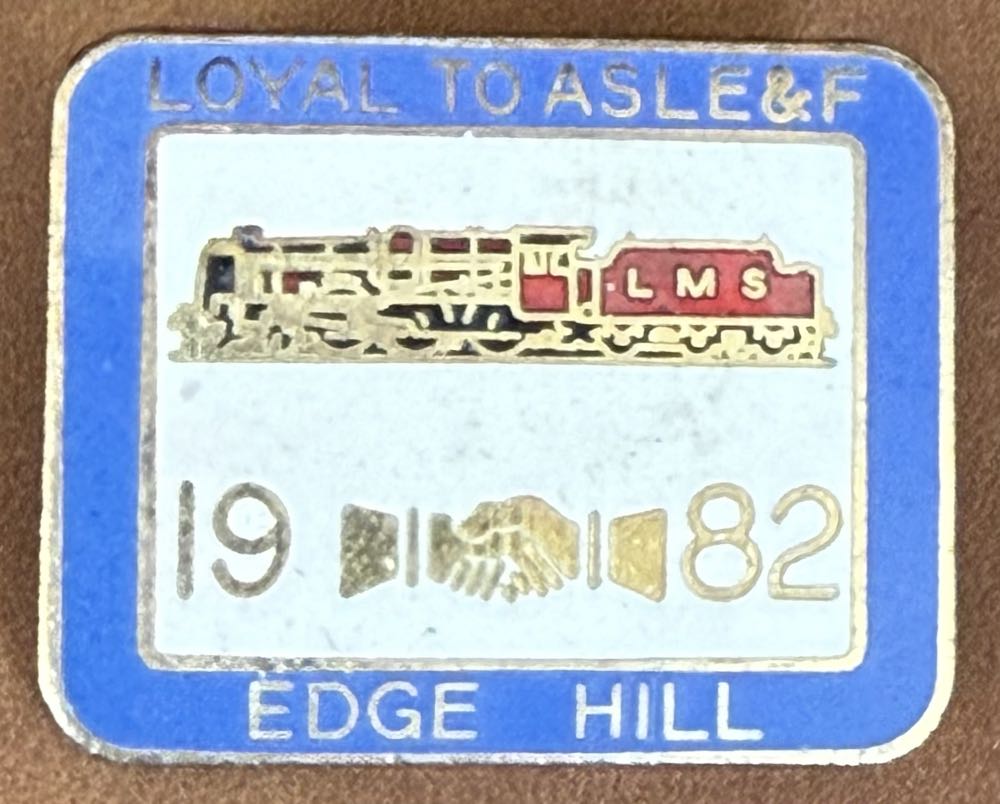 LOYAL TO ASLE&F
LMS
19 82
EDGE HILL